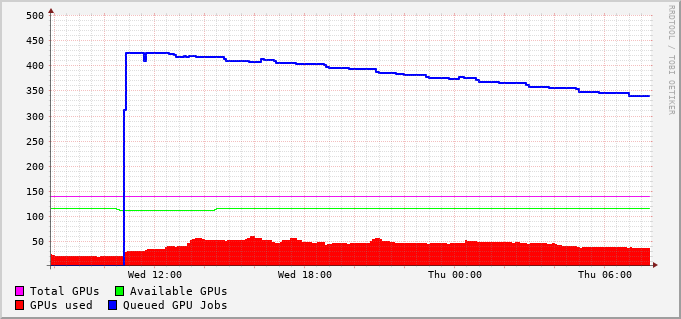 500
450
400
350
300
250
200
150
100
50
Wed 12:00 Wed 18:00 Thu 00:00 Thu 06:00
Total GPUs Available GPUs
GPUs used Queued GPU Jobs
RRDTOOL / TOBI OETIKER